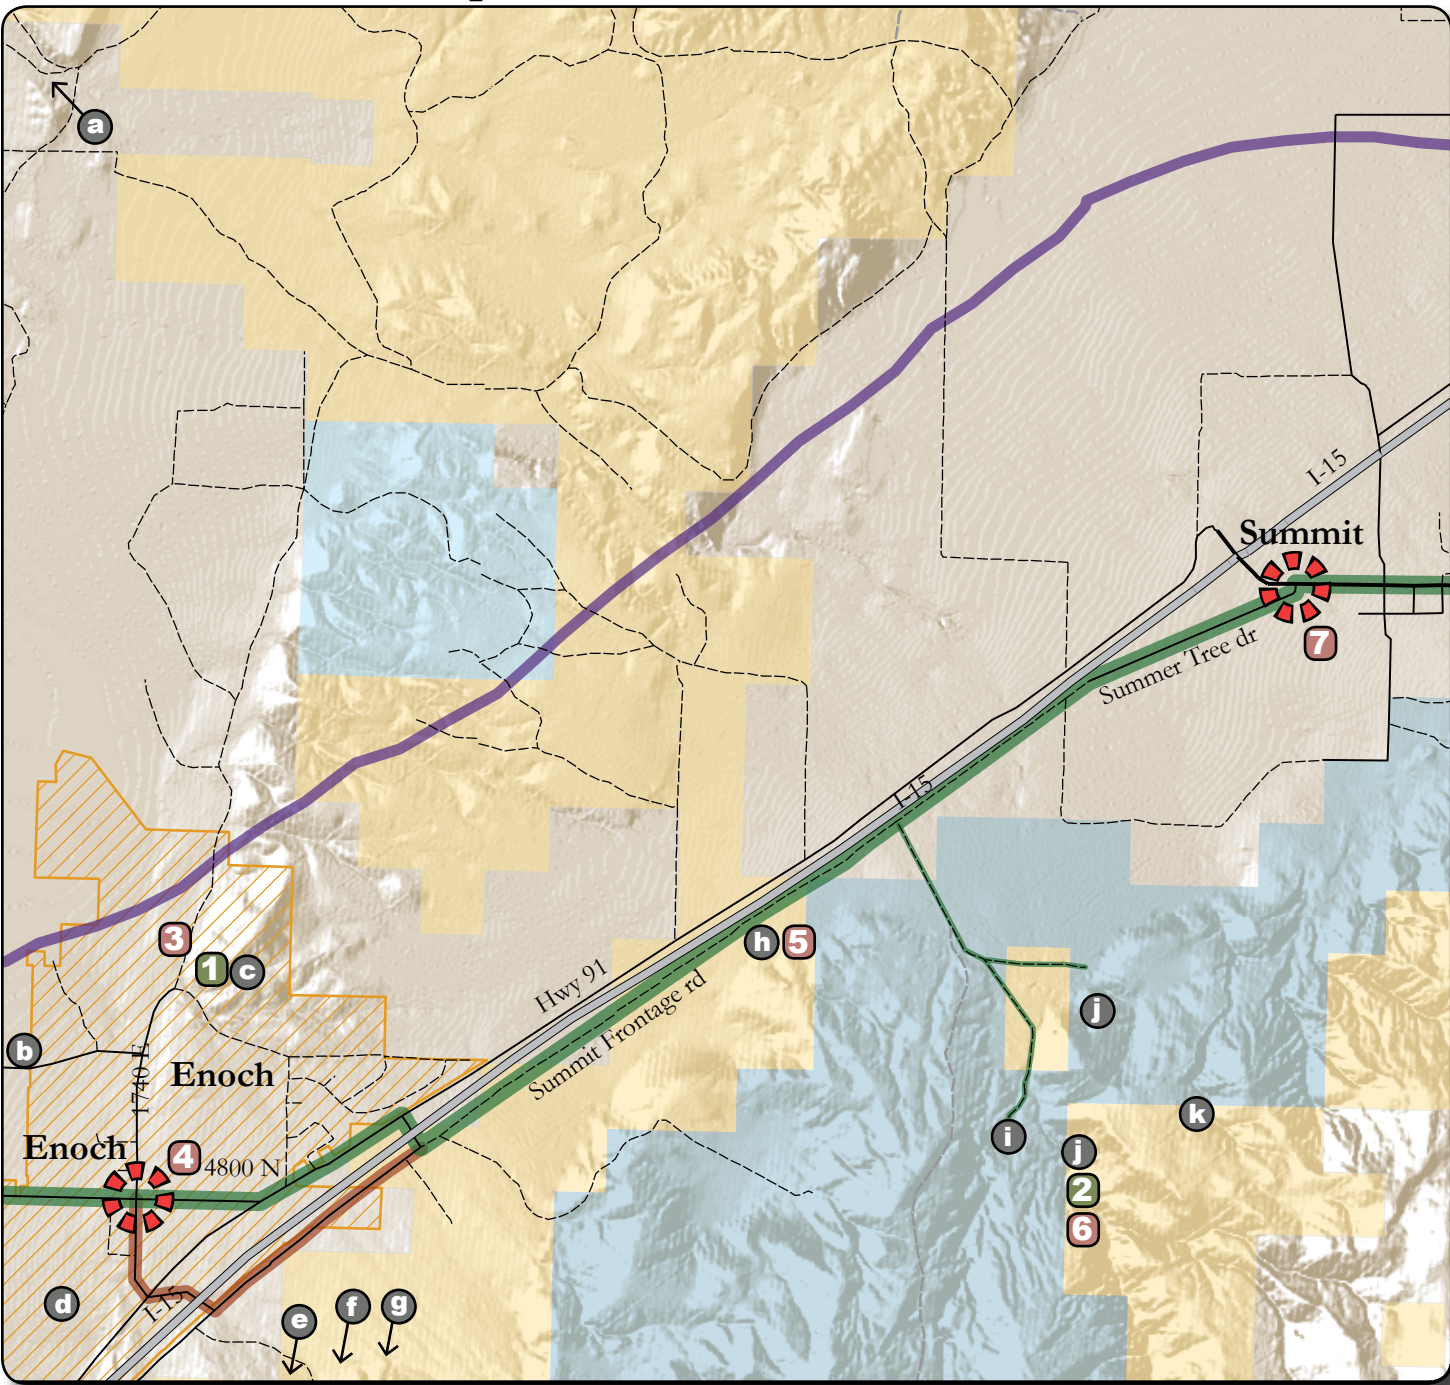 a
I-15
Summit
7
Summer Tree dr
I-15
3
1
c
h
5
Hwy 91
Summit Frontage rd
j
b
1740 E
Enoch
k
Enoch
4
4800 N
i
j
2
6
d
I-15
e
f
g